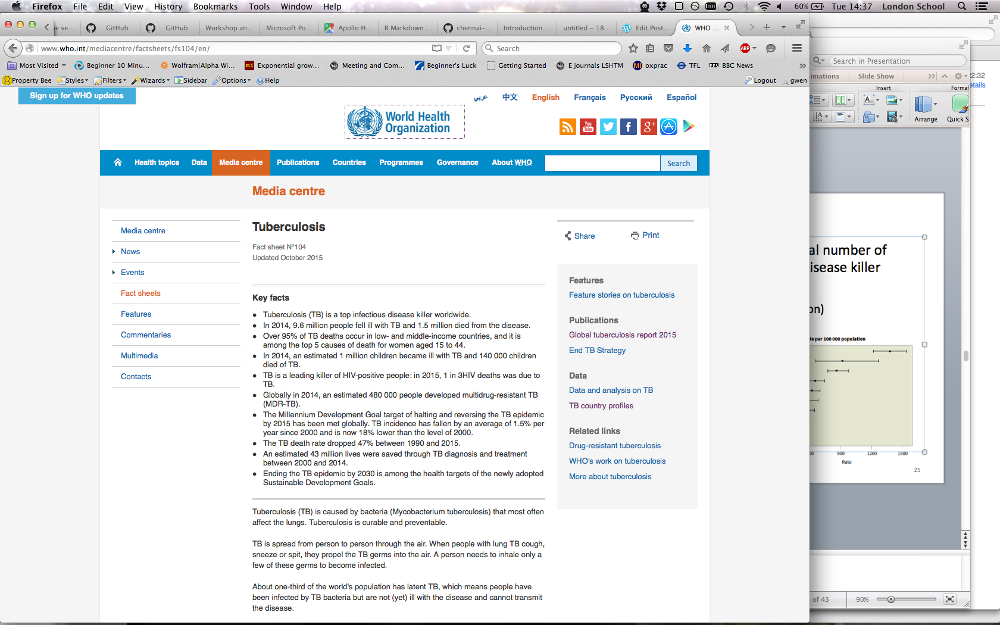 Firefox File Edit View History Bookmarks Tools Window Help 60% Tue 14:37 London School
GitHub GitHub Workshop an... Microsoft Po... Apollo H... R Markdown ... chennai-... Introduction ... untitled – 18... Edit Post... WHO ...
www.who.int/mediacentre/factsheets/fs104/en/ Search
Most Visited Beginner 10 Minu... Wolfram|Alpha Wi... Exponential grow... Meeting and Com... Beginner's Luck Getting Started E journals LSHTM oxprac TFL BBC News
Property Bee Styles Filters Wizards Sidebar Options Help Logout gwen
Sign up for WHO updates
عربي 中文 English Français Русский Español
World Health
Organization
Health topics Data Media centre Publications Countries Programmes Governance About WHO Search
Media centre
Media centre
News
Events
Fact sheets
Features
Commentaries
Multimedia
Contacts
Tuberculosis
Fact sheet N°104
Updated October 2015
Key facts
Tuberculosis (TB) is a top infectious disease killer worldwide.
In 2014, 9.6 million people fell ill with TB and 1.5 million died from the disease.
Over 95% of TB deaths occur in low- and middle-income countries, and it is
among the top 5 causes of death for women aged 15 to 44.
In 2014, an estimated 1 million children became ill with TB and 140 000 children
died of TB.
TB is a leading killer of HIV-positive people: in 2015, 1 in 3HIV deaths was due to
TB.
Globally in 2014, an estimated 480 000 people developed multidrug-resistant TB
(MDR-TB).
The Millennium Development Goal target of halting and reversing the TB epidemic
by 2015 has been met globally. TB incidence has fallen by an average of 1.5% per
year since 2000 and is now 18% lower than the level of 2000.
The TB death rate dropped 47% between 1990 and 2015.
An estimated 43 million lives were saved through TB diagnosis and treatment
between 2000 and 2014.
Ending the TB epidemic by 2030 is among the health targets of the newly adopted
Sustainable Development Goals.
Tuberculosis (TB) is caused by bacteria (Mycobacterium tuberculosis) that most often
affect the lungs. Tuberculosis is curable and preventable.
TB is spread from person to person through the air. When people with lung TB cough,
sneeze or spit, they propel the TB germs into the air. A person needs to inhale only a
few of these germs to become infected.
About one-third of the world's population has latent TB, which means people have
been infected by TB bacteria but are not (yet) ill with the disease and cannot transmit
the disease.
Share Print
Features
Feature stories on tuberculosis
Publications
Global tuberculosis report 2015
End TB Strategy
Data
Data and analysis on TB
TB country profiles
Related links
Drug-resistant tuberculosis
WHO's work on tuberculosis
More about tuberculosis
Search in Presentation
Slide Show
Insert
Arrange
al number of
isease killer
on)
per 100 000 population
900 1200 1500
Rate
25
of 43 90%